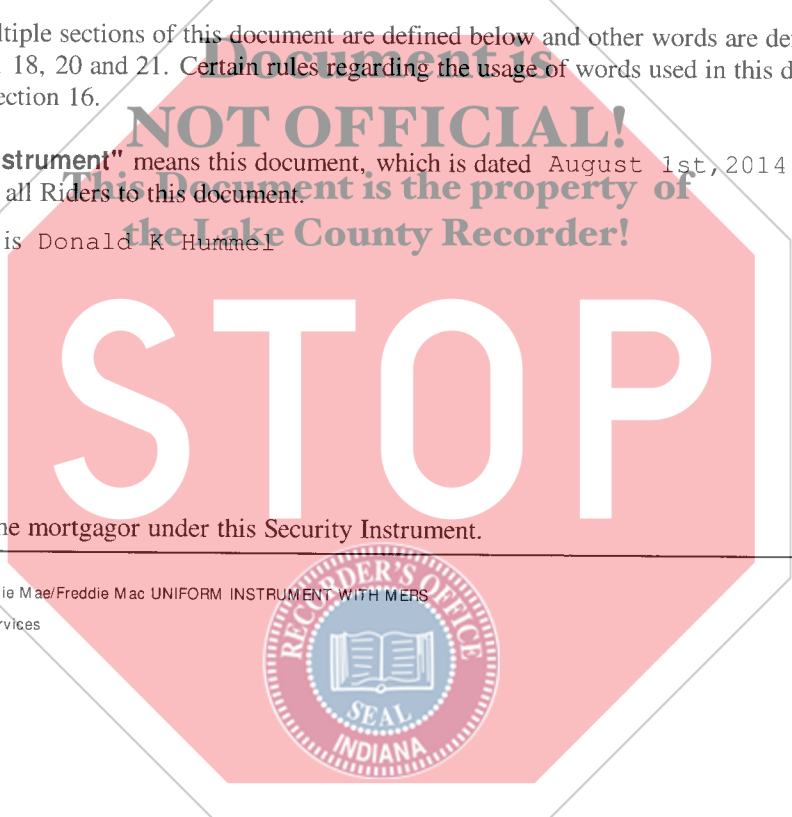 ltiple sections of this document are defined below and other words are de
18, 20 and 21. Certain rules regarding the usage of words used in this d
ection 16.
Document is
NOT OFFICIAL!
This Document is the property of
the Lake County Recorder!
strument" means this document, which is dated August 1st, 2014
all Riders to this document.
is Donald K Hummel
STOP
e mortgagor under this Security Instrument.
ie Mae/Freddie Mac UNIFORM INSTRUMENT WITH MERS
rvices
RECORDER'S OFFICE
SEAL
INDIANA